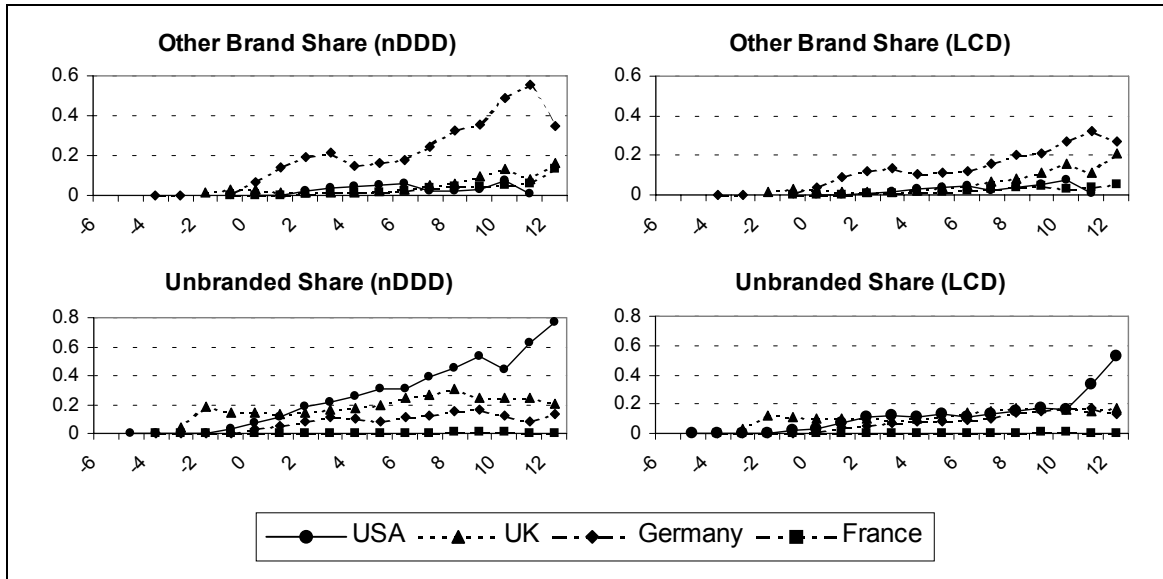 Other Brand Share (nDDD)
0.6
0.4
0.2
0
-6 -4 -2 0 2 4 6 8 10 12
Other Brand Share (LCD)
0.6
0.4
0.2
0
-6 -4 -2 0 2 4 6 8 10 12
Unbranded Share (nDDD)
0.8
0.6
0.4
0.2
0
-6 -4 -2 0 2 4 6 8 10 12
Unbranded Share (LCD)
0.8
0.6
0.4
0.2
0
-6 -4 -2 0 2 4 6 8 10 12
USA UK Germany France